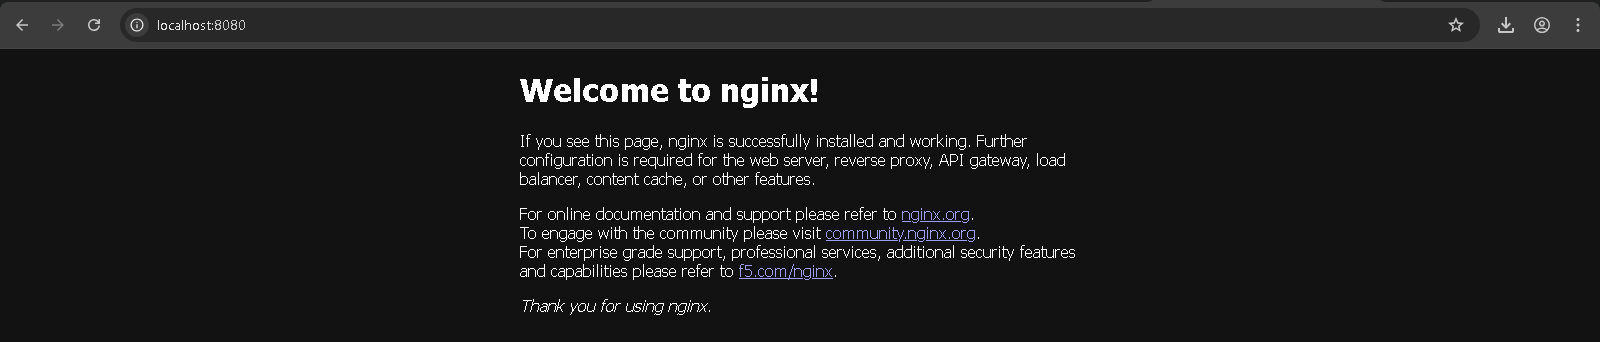 localhost:8080
Welcome to nginx!
If you see this page, nginx is successfully installed and working. Further
configuration is required for the web server, reverse proxy, API gateway, load
balancer, content cache, or other features.
For online documentation and support please refer to nginx.org.
To engage with the community please visit community.nginx.org.
For enterprise grade support, professional services, additional security features
and capabilities please refer to f5.com/nginx.
Thank you for using nginx.